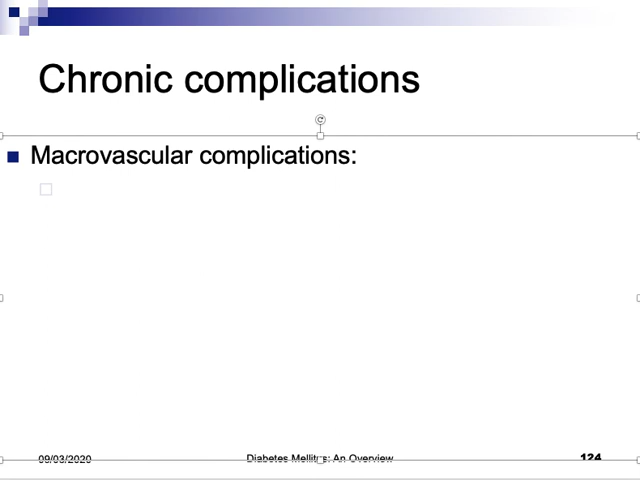 Chronic complications
Macrovascular complications:
09/03/2020
Diabetes Mellitus: An Overview
124